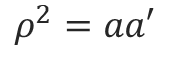 ρ² = aa′